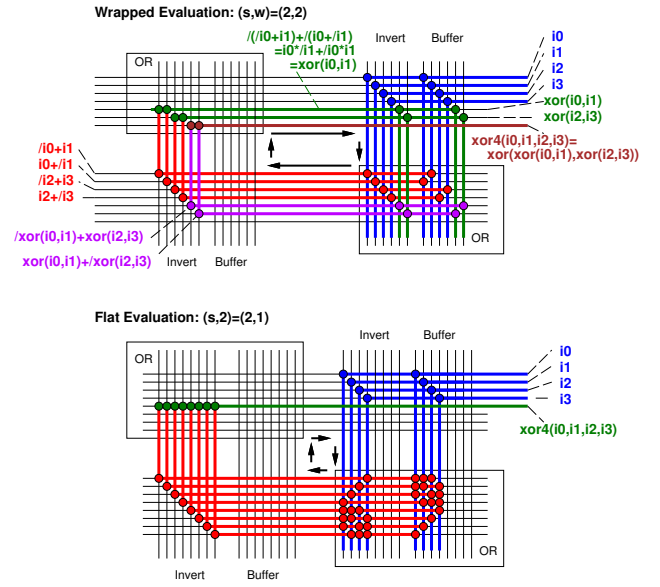 Wrapped Evaluation: (s,w)=(2,2)
/(/i0+i1)+/(i0+/i1)
=i0*/i1+/i0*i1
=xor(i0,i1)
Invert
Buffer
i0
i1
i2
i3
OR
xor(i0,i1)
xor(i2,i3)
xor4(i0,i1,i2,i3)=
xor(xor(i0,i1),xor(i2,i3))
/i0+i1
i0+/i1
/i2+i3
i2+/i3
/xor(i0,i1)+xor(i2,i3)
xor(i0,i1)+/xor(i2,i3)
Invert
Buffer
OR
Flat Evaluation: (s,2)=(2,1)
Invert
Buffer
OR
i0
i1
i2
i3
xor4(i0,i1,i2,i3)
OR
Invert
Buffer